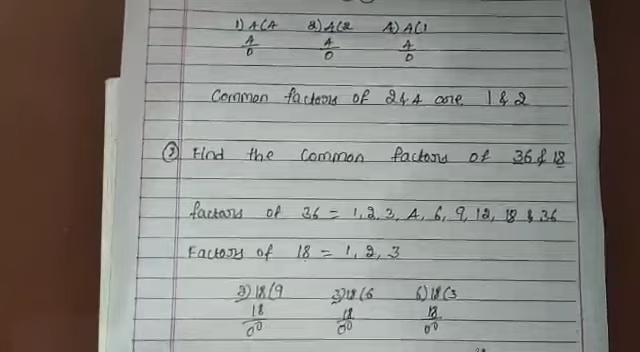 1) 4(4 2) 4(2 4) 4(1
4 4 4
0 0 0
Common factors of 2 & 4 are 1 & 2
② Find the common factors of 36 & 18
factors of 36 = 1, 2, 3, 4, 6, 9, 12, 18 & 36
Factors of 18 = 1, 2, 3
2) 18(9 3) 18(6 6) 18(3
18 18 18
00 00 00